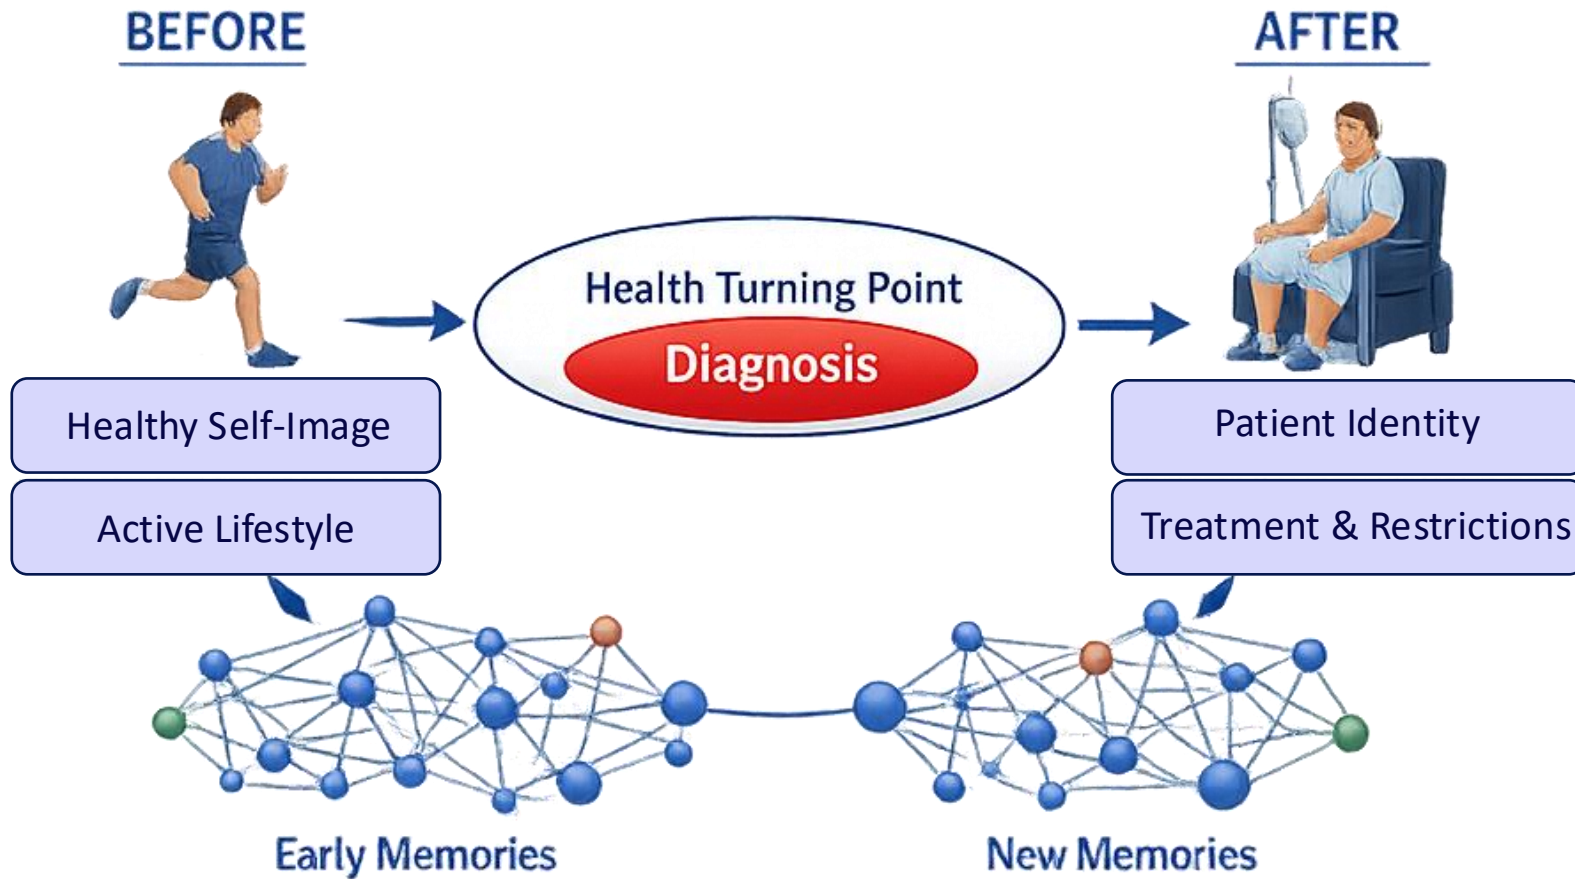 BEFORE
AFTER
Health Turning Point
Diagnosis
Healthy Self-Image
Active Lifestyle
Patient Identity
Treatment & Restrictions
Early Memories
New Memories